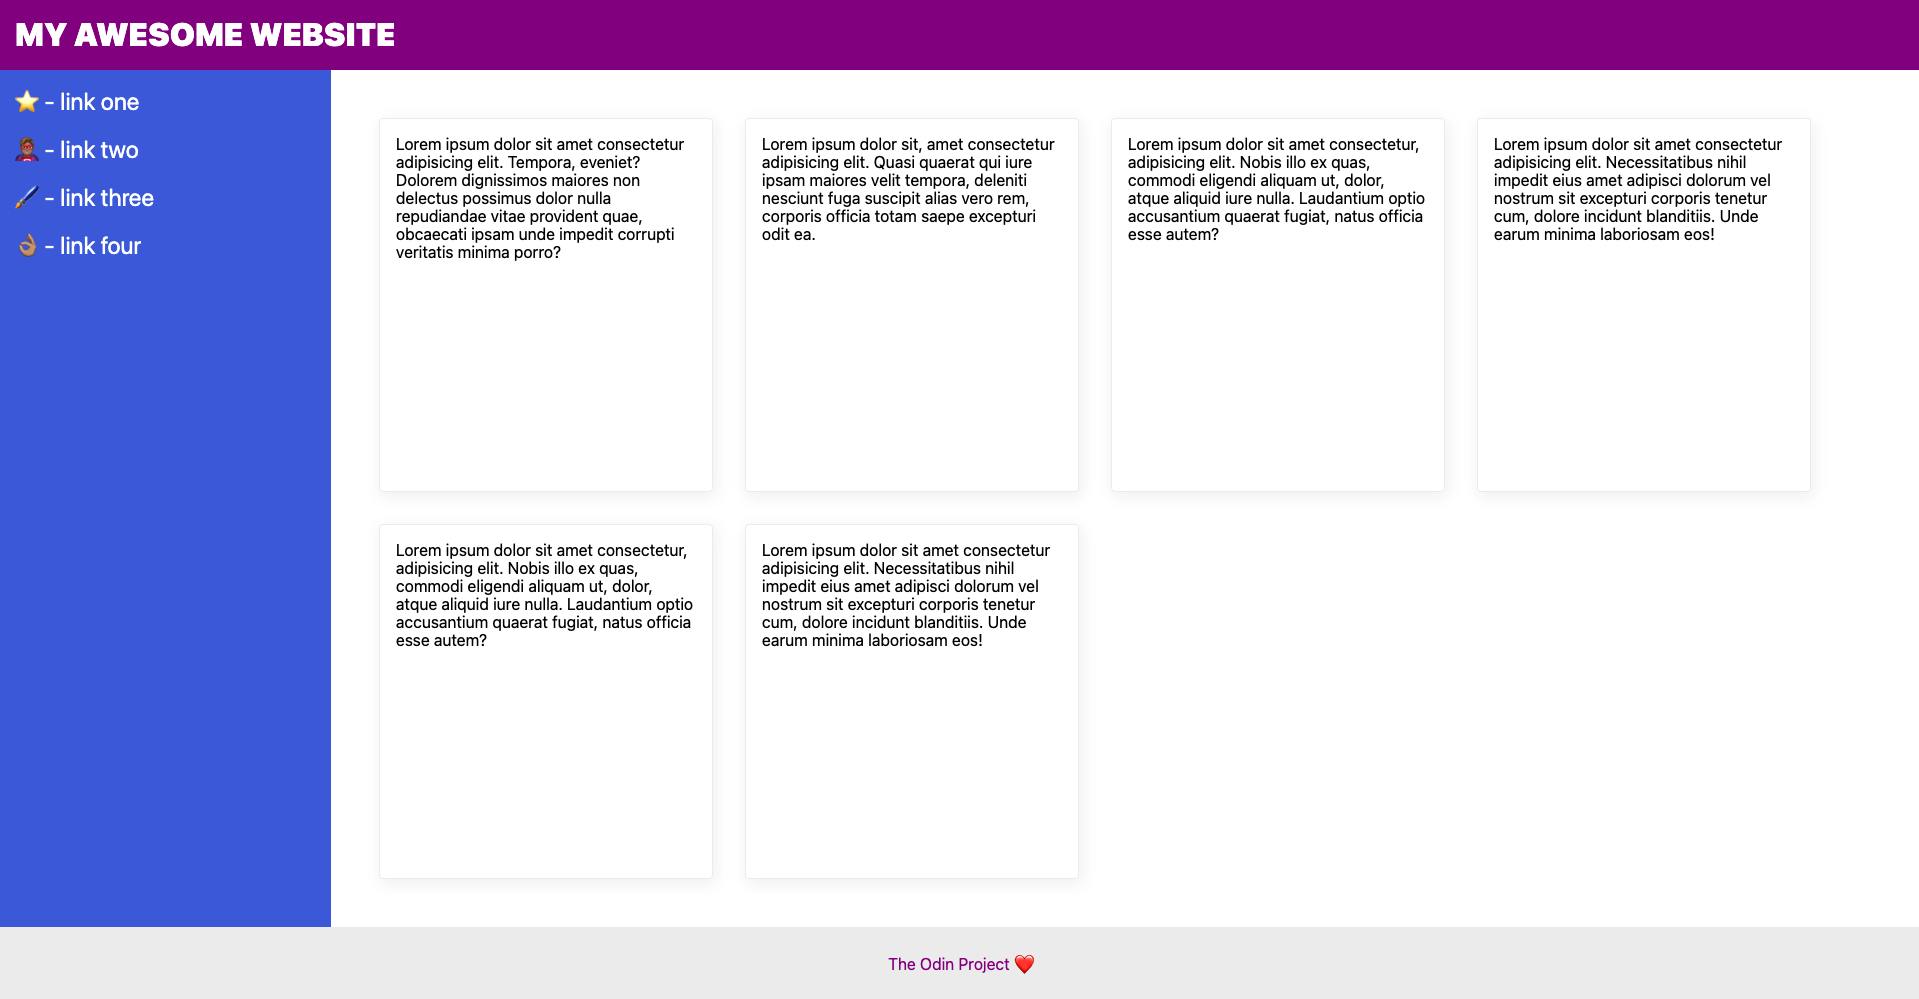 MY AWESOME WEBSITE
⭐ - link one
🦸🏽‍♂️ - link two
🖌️ - link three
👌🏽 - link four
Lorem ipsum dolor sit amet consectetur
adipisicing elit. Tempora, eveniet?
Dolorem dignissimos maiores non
delectus possimus dolor nulla
repudiandae vitae provident quae,
obcaecati ipsam unde impedit corrupti
veritatis minima porro?
Lorem ipsum dolor sit, amet consectetur
adipisicing elit. Quasi quaerat qui iure
ipsam maiores velit tempora, deleniti
nesciunt fuga suscipit alias vero rem,
corporis officia totam saepe excepturi
odit ea.
Lorem ipsum dolor sit amet consectetur,
adipisicing elit. Nobis illo ex quas,
commodi eligendi aliquam ut, dolor,
atque aliquid iure nulla. Laudantium optio
accusantium quaerat fugiat, natus officia
esse autem?
Lorem ipsum dolor sit amet consectetur
adipisicing elit. Necessitatibus nihil
impedit eius amet adipisci dolorum vel
nostrum sit excepturi corporis tenetur
cum, dolore incidunt blanditiis. Unde
earum minima laboriosam eos!
Lorem ipsum dolor sit amet consectetur,
adipisicing elit. Nobis illo ex quas,
commodi eligendi aliquam ut, dolor,
atque aliquid iure nulla. Laudantium optio
accusantium quaerat fugiat, natus officia
esse autem?
Lorem ipsum dolor sit amet consectetur
adipisicing elit. Necessitatibus nihil
impedit eius amet adipisci dolorum vel
nostrum sit excepturi corporis tenetur
cum, dolore incidunt blanditiis. Unde
earum minima laboriosam eos!
The Odin Project ❤️